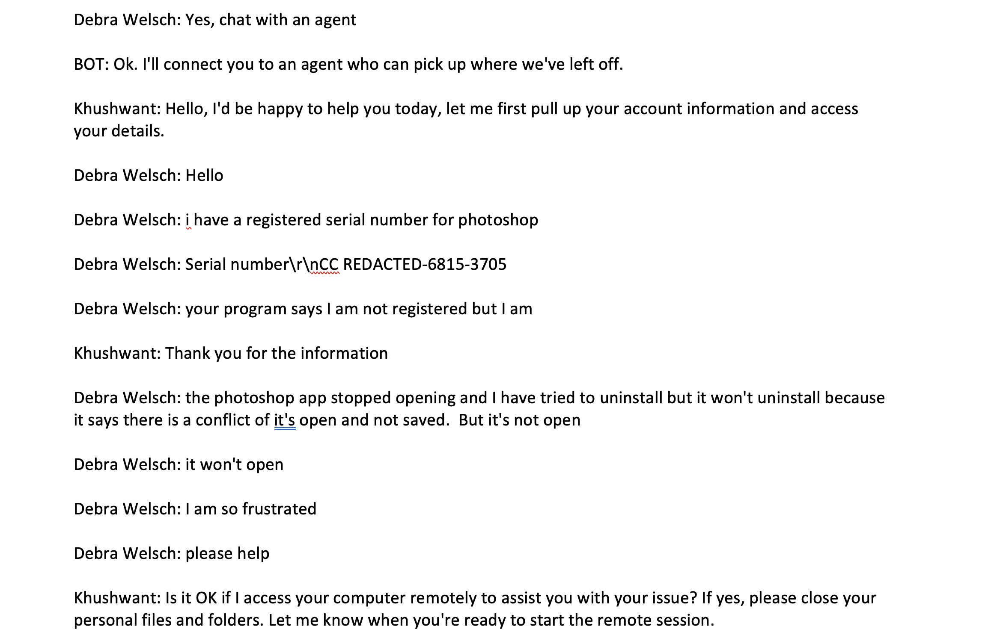 Debra Welsch: Yes, chat with an agent
BOT: Ok. I'll connect you to an agent who can pick up where we've left off.
Khushwant: Hello, I'd be happy to help you today, let me first pull up your account information and access
your details.
Debra Welsch: Hello
Debra Welsch: i have a registered serial number for photoshop
Debra Welsch: Serial number\r\nCC REDACTED-6815-3705
Debra Welsch: your program says I am not registered but I am
Khushwant: Thank you for the information
Debra Welsch: the photoshop app stopped opening and I have tried to uninstall but it won't uninstall because
it says there is a conflict of it's open and not saved.  But it's not open
Debra Welsch: it won't open
Debra Welsch: I am so frustrated
Debra Welsch: please help
Khushwant: Is it OK if I access your computer remotely to assist you with your issue? If yes, please close your
personal files and folders. Let me know when you're ready to start the remote session.